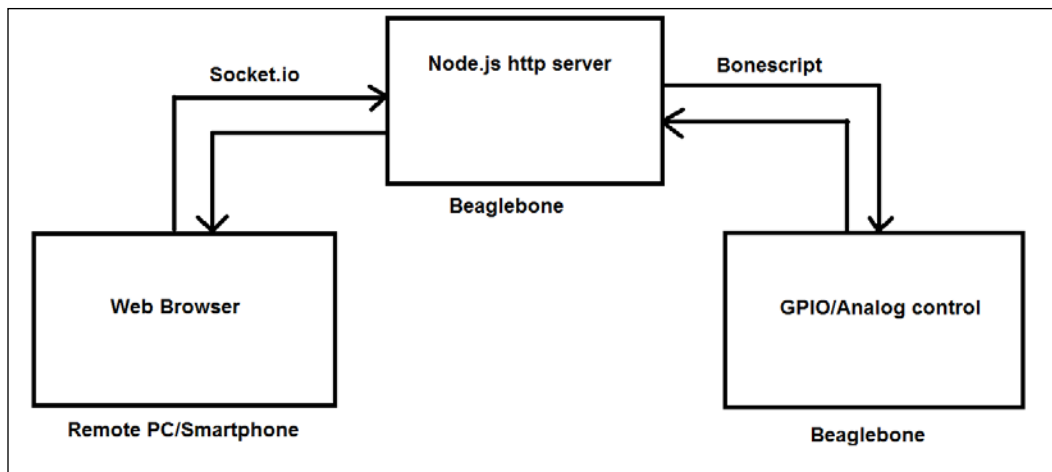 Node.js http server
Socket.io
Bonescript
Beaglebone
Web Browser
GPIO/Analog control
Remote PC/Smartphone
Beaglebone